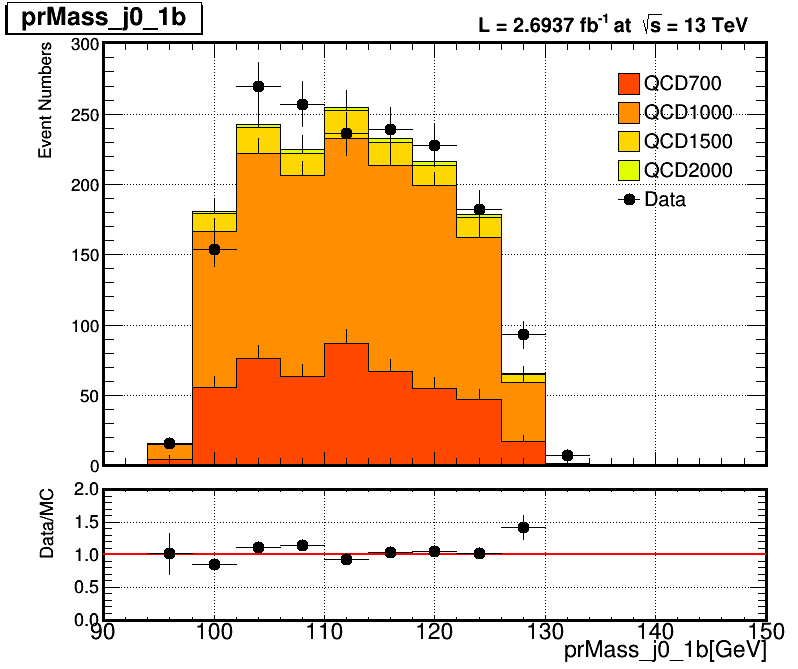 prMass_j0_1b
L = 2.6937 fb-1 at √s = 13 TeV
Event Numbers
300
250
200
150
100
50
0
QCD700
QCD1000
QCD1500
QCD2000
Data
Data/MC
2.0
1.5
1.0
0.5
0.0
90 100 110 120 130 140 150
prMass_j0_1b[GeV]